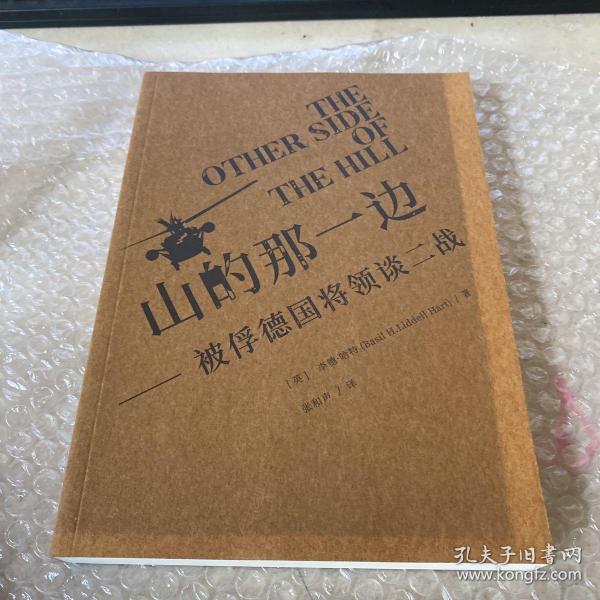 THE
OTHER SIDE
OF
THE HILL
山的那一边
——被俘德国将领谈二战
[英] 李德·哈特(Basil H.Liddell Hart) / 著
张和声 / 译
孔夫子旧书网
www.kongfz.com